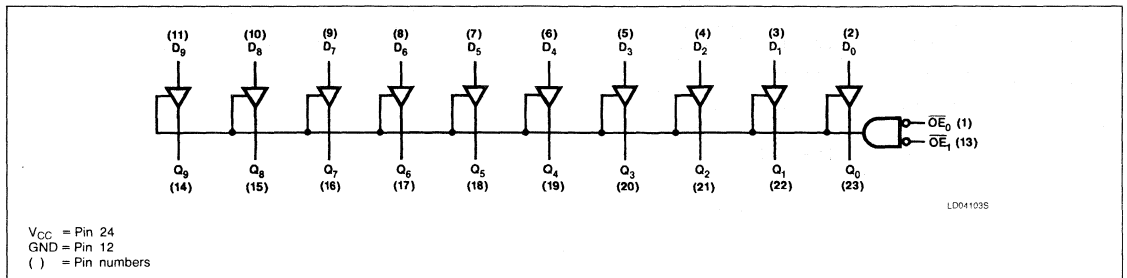 (11) (10) (9) (8) (7) (6) (5) (4) (3) (2)
D9 D8 D7 D6 D5 D4 D3 D2 D1 D0
O̅E̅0 (1)
O̅E̅1 (13)
Q9 Q8 Q7 Q6 Q5 Q4 Q3 Q2 Q1 Q0
(14) (15) (16) (17) (18) (19) (20) (21) (22) (23)
LD04103S
VCC = Pin 24
GND = Pin 12
( ) = Pin numbers